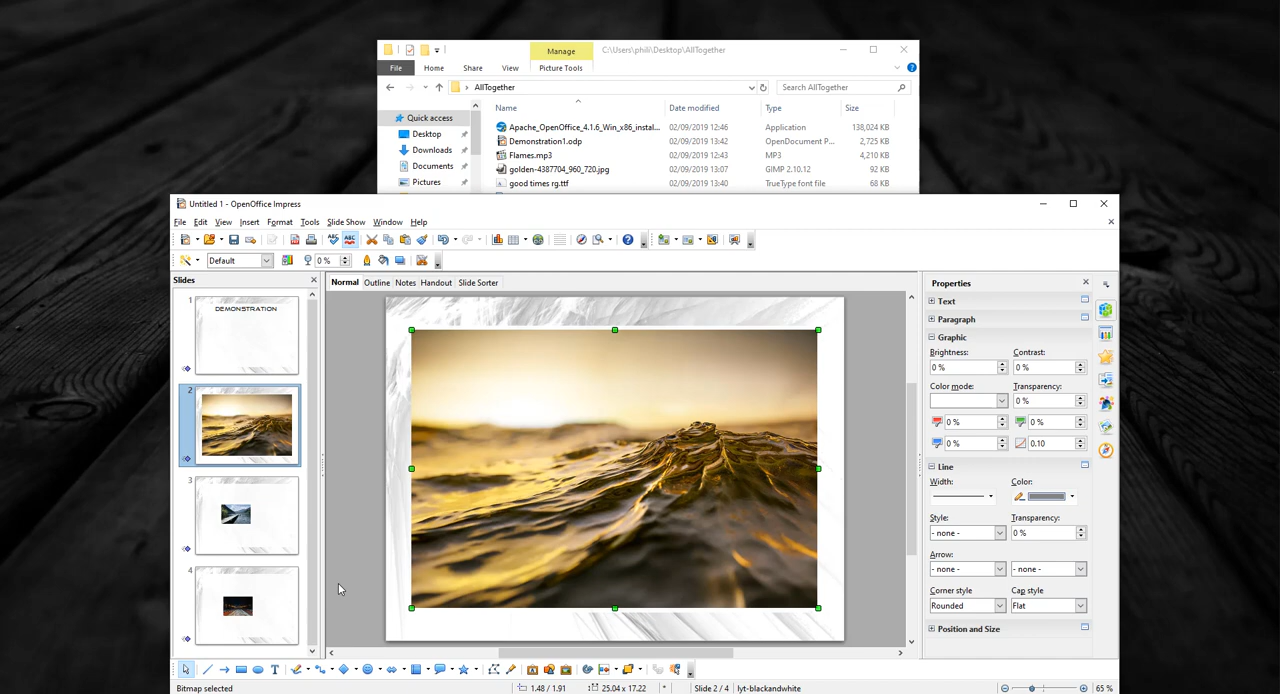 Manage
C:\Users\phili\Desktop\AllTogether
File Home Share View Picture Tools
AllTogether
Search AllTogether
Name Date modified Type Size
Quick access
Desktop
Downloads
Documents
Pictures
Apache_OpenOffice_4.1.6_Win_x86_instal... 02/09/2019 12:46 Application 138,024 KB
Demonstration1.odp 02/09/2019 13:42 OpenDocument P... 2,725 KB
Flames.mp3 02/09/2019 12:43 MP3 4,210 KB
golden-4387704_960_720.jpg 02/09/2019 13:07 GIMP 2.10.12 92 KB
good times rg.ttf 02/09/2019 13:40 TrueType font file 68 KB
Untitled 1 - OpenOffice Impress
File Edit View Insert Format Tools Slide Show Window Help
ABC ABC
Default 0 %
Slides
Normal Outline Notes Handout Slide Sorter
1
DEMONSTRATION
2
3
4
Properties
Text
Paragraph
Graphic
Brightness: Contrast:
0 % 0 %
Color mode: Transparency:
0 %
0 % 0 %
0 % 0.10
Line
Width: Color:
Style: Transparency:
- none - 0 %
Arrow:
- none - - none -
Corner style Cap style
Rounded Flat
Position and Size
Bitmap selected 1.48 / 1.91 25.04 x 17.22 * Slide 2 / 4 lyt-blackandwhite 65 %